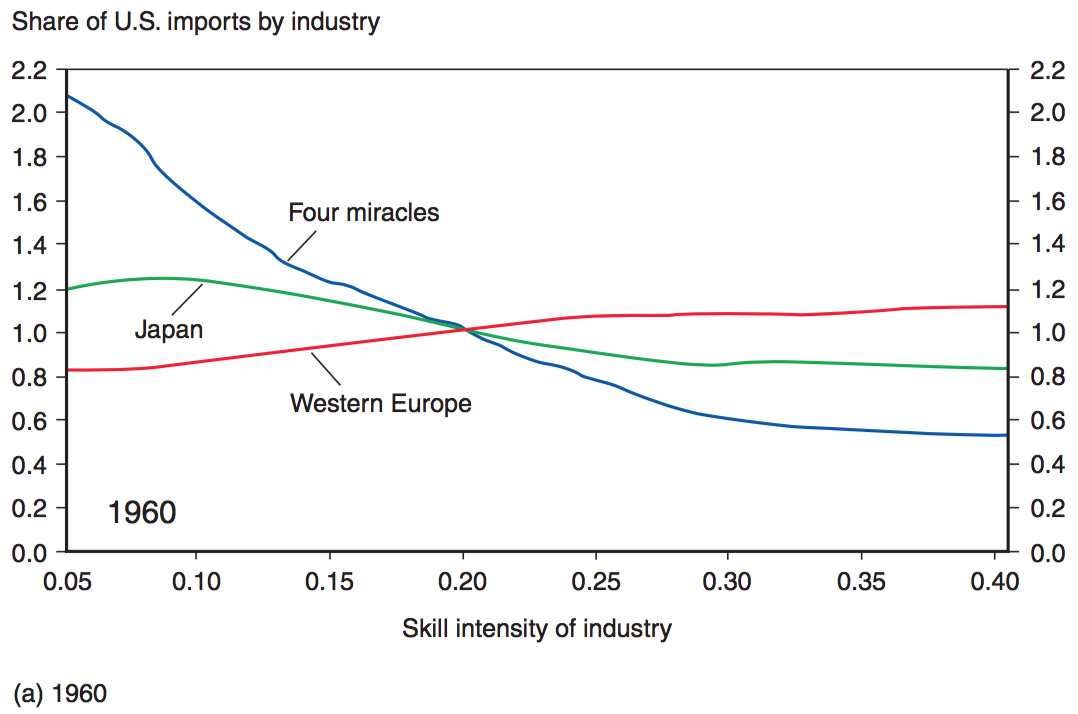 Share of U.S. imports by industry
2.2 2.2
2.0 2.0
1.8 1.8
1.6 1.6
Four miracles
1.4 1.4
1.2 1.2
Japan
1.0 1.0
0.8 0.8
Western Europe
0.6 0.6
0.4 0.4
0.2 1960 0.2
0.0 0.0
0.05 0.10 0.15 0.20 0.25 0.30 0.35 0.40
Skill intensity of industry
(a) 1960